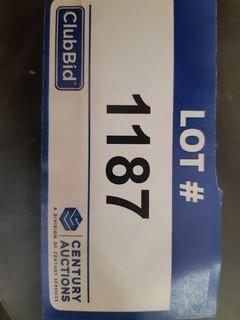 LOT #
1187
ClubBid
CENTURY
AUCTIONS
A DIVISION OF CENTURY SERVICES